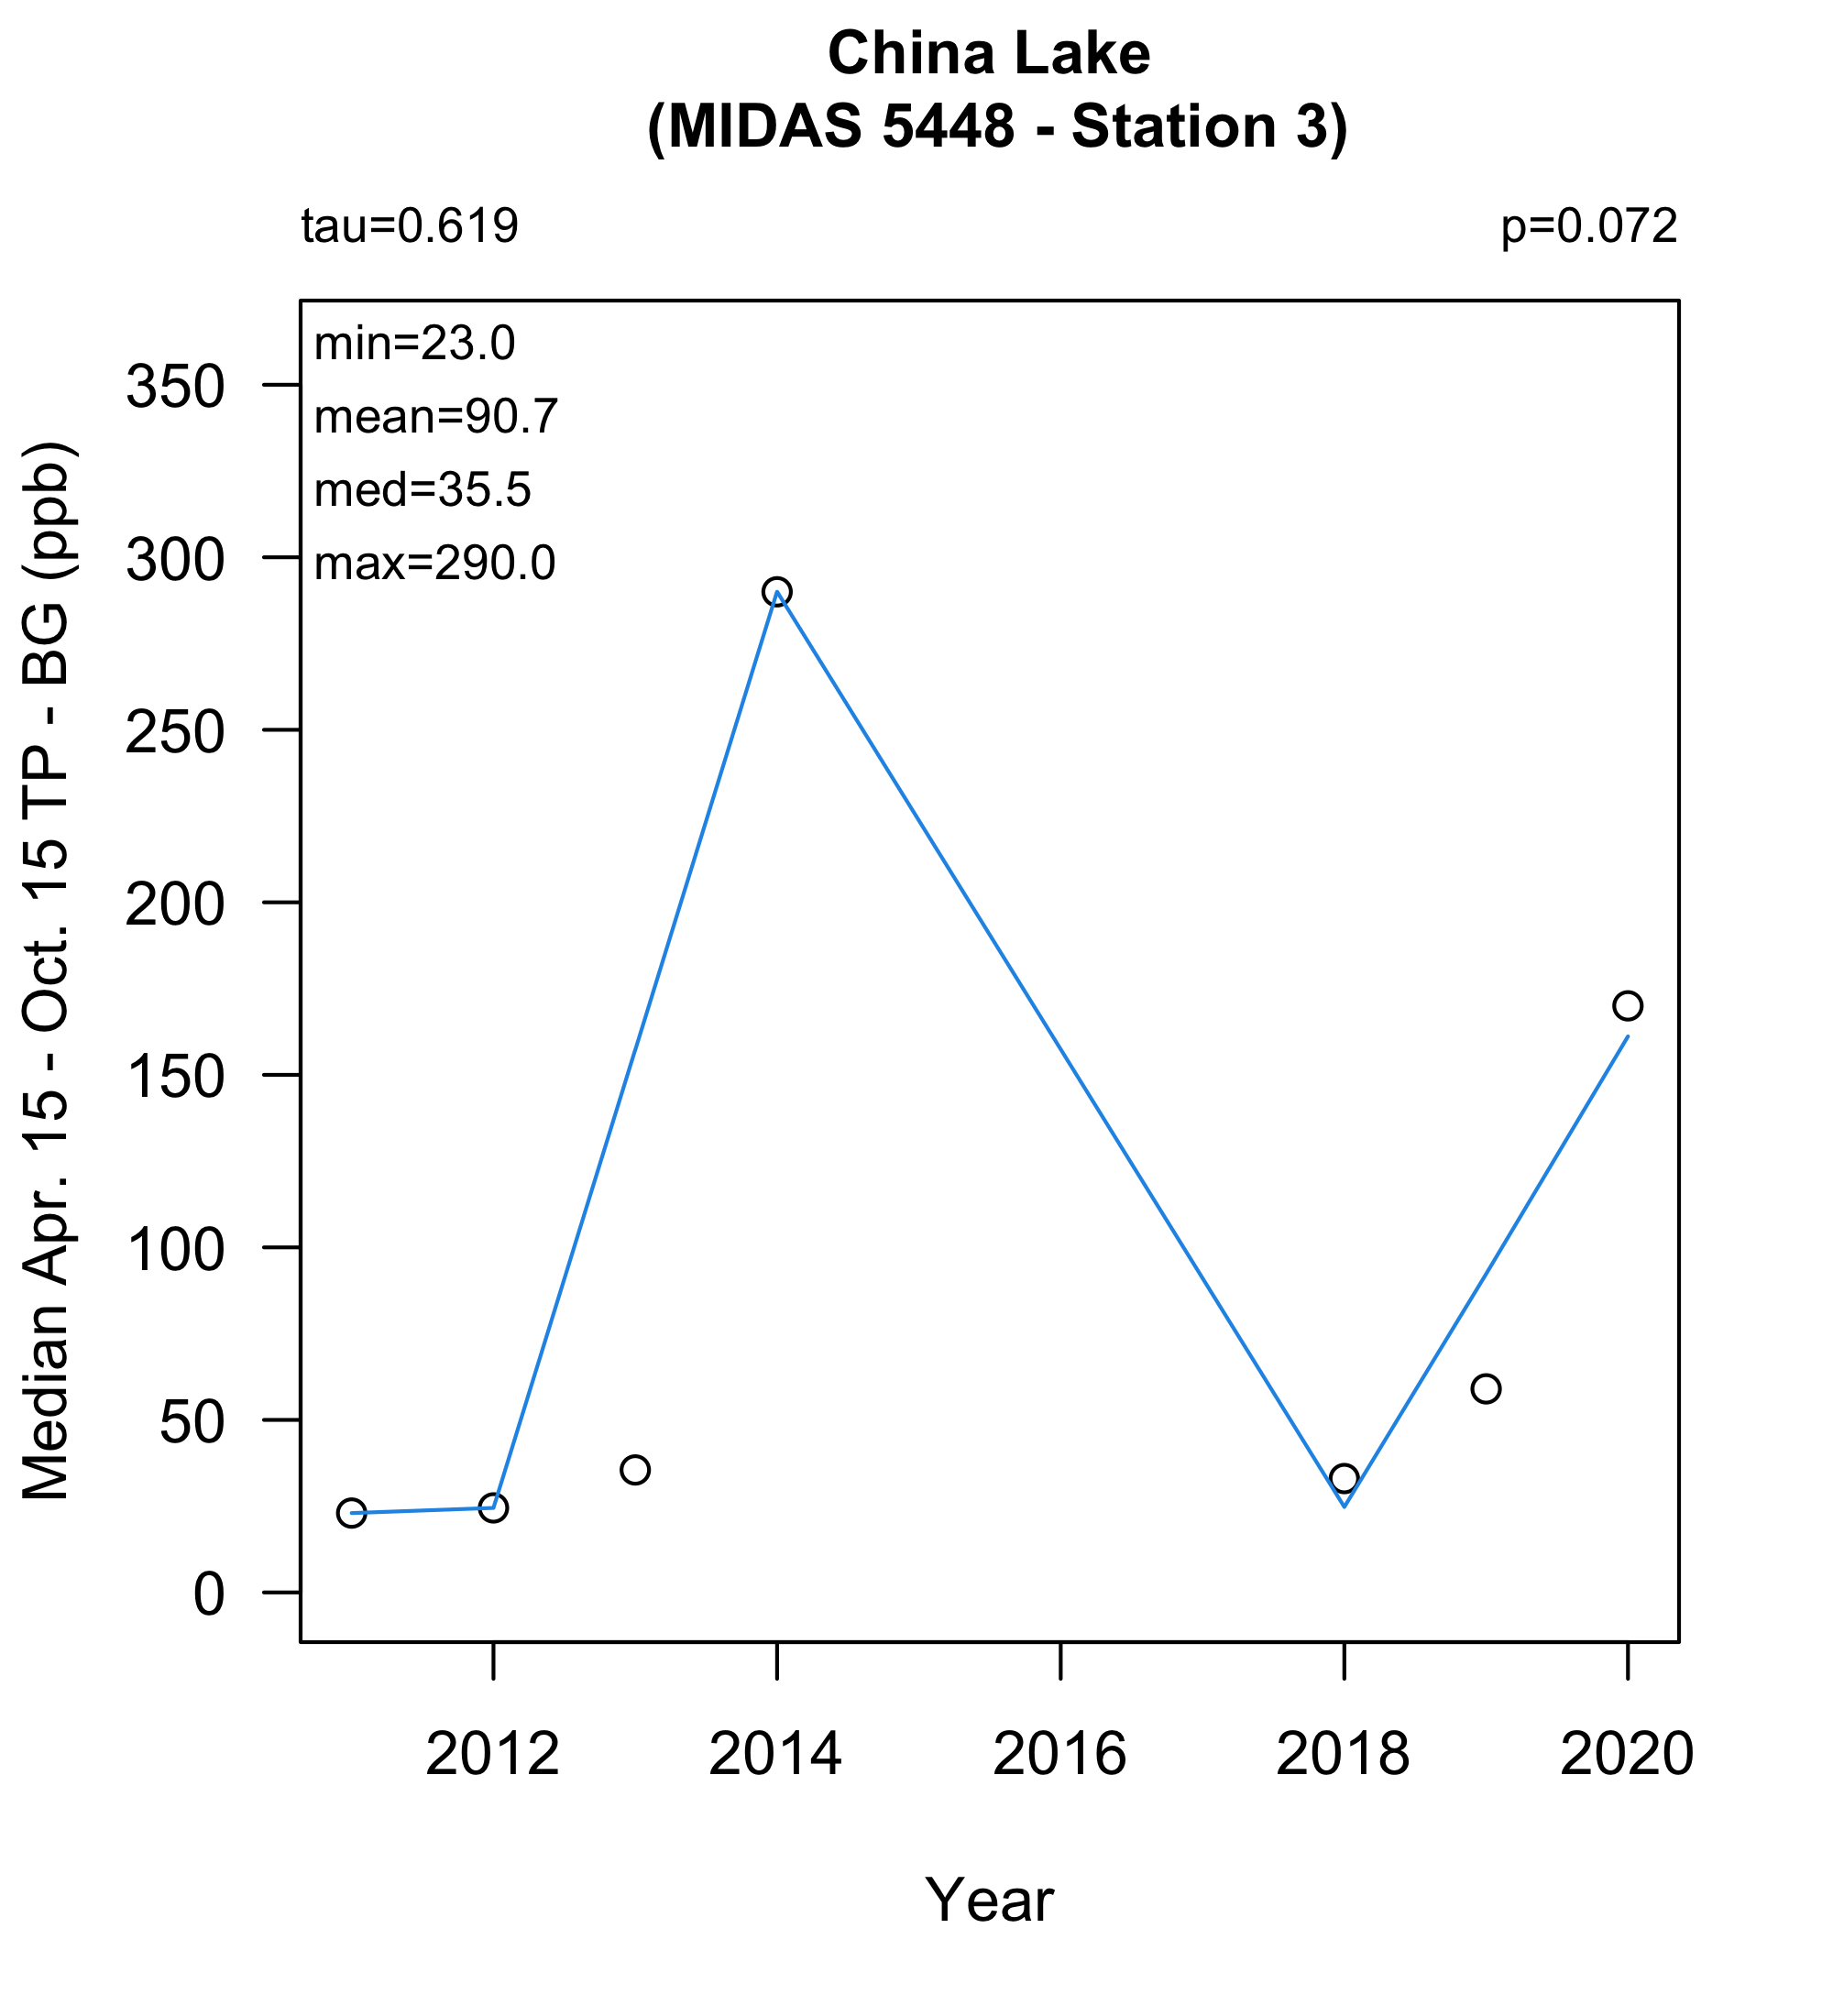 China Lake
(MIDAS 5448 - Station 3)
tau=0.619
p=0.072
min=23.0
mean=90.7
med=35.5
max=290.0
Median Apr. 15 - Oct. 15 TP - BG (ppb)
350
300
250
200
150
100
50
0
2012 2014 2016 2018 2020
Year